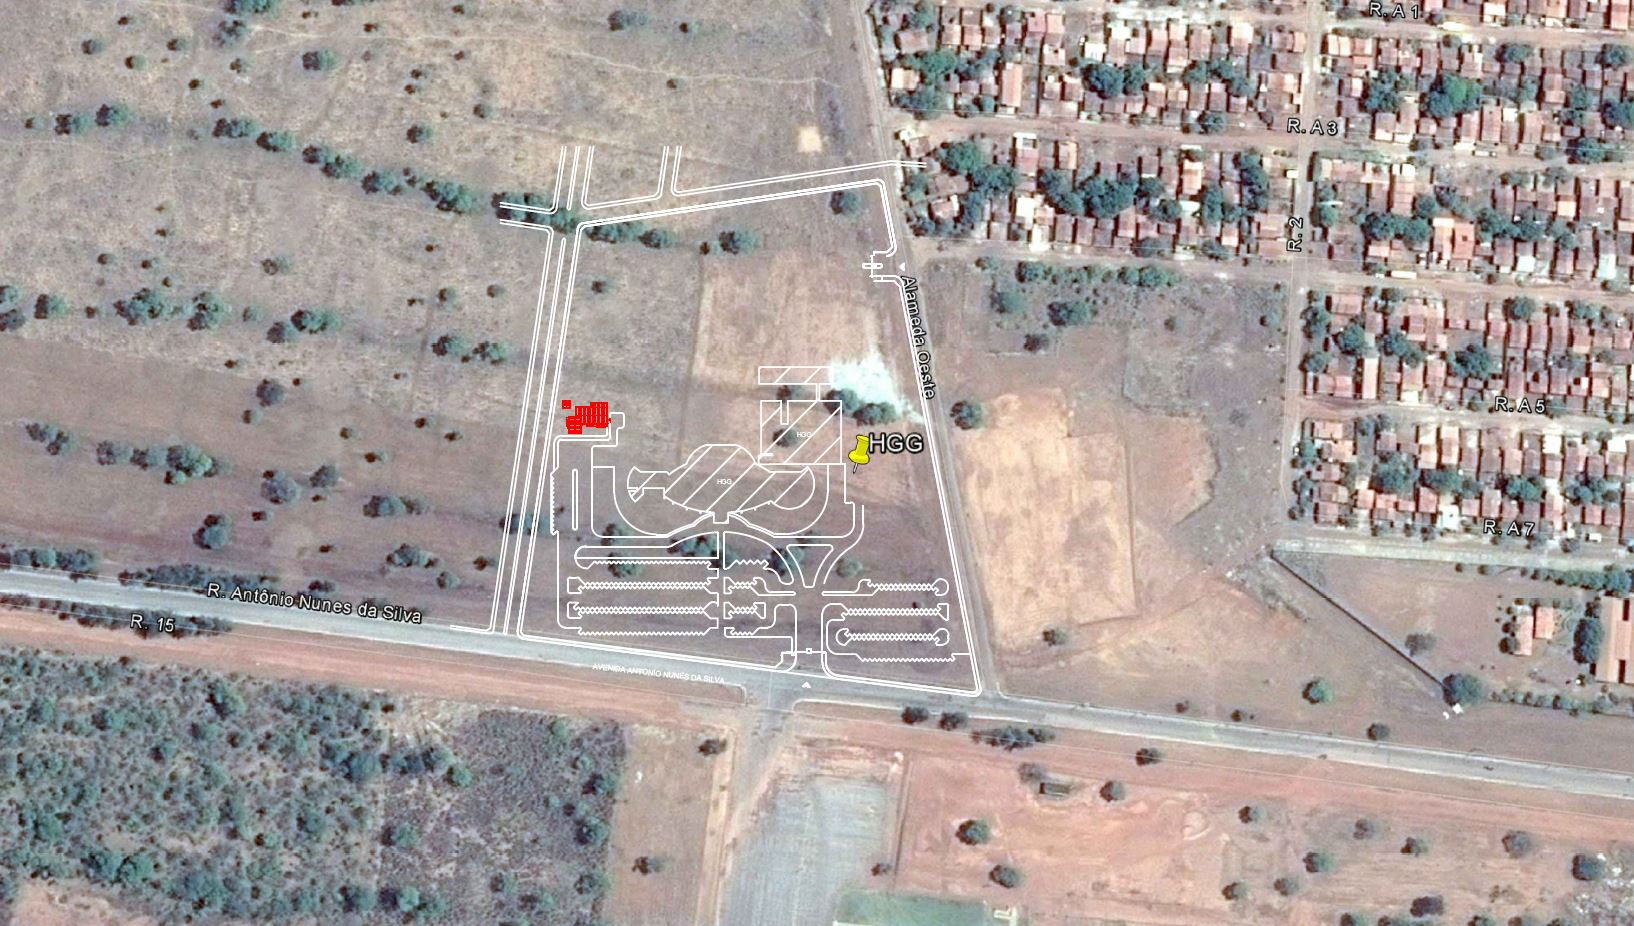 R. A 1
R. A 3
R. 2
Alameda Oeste
R. A 5
HGG
HGG
HGG
R. A 7
R. Antônio Nunes da Silva
R. 15
AVENIDA ANTONIO NUNES DA SILVA